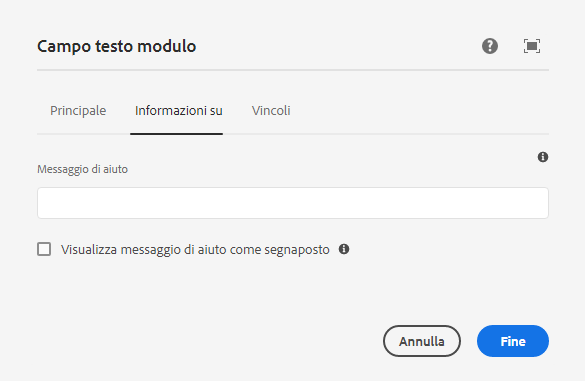 Campo testo modulo
Principale Informazioni su Vincoli
Messaggio di aiuto
Visualizza messaggio di aiuto come segnaposto
Annulla Fine